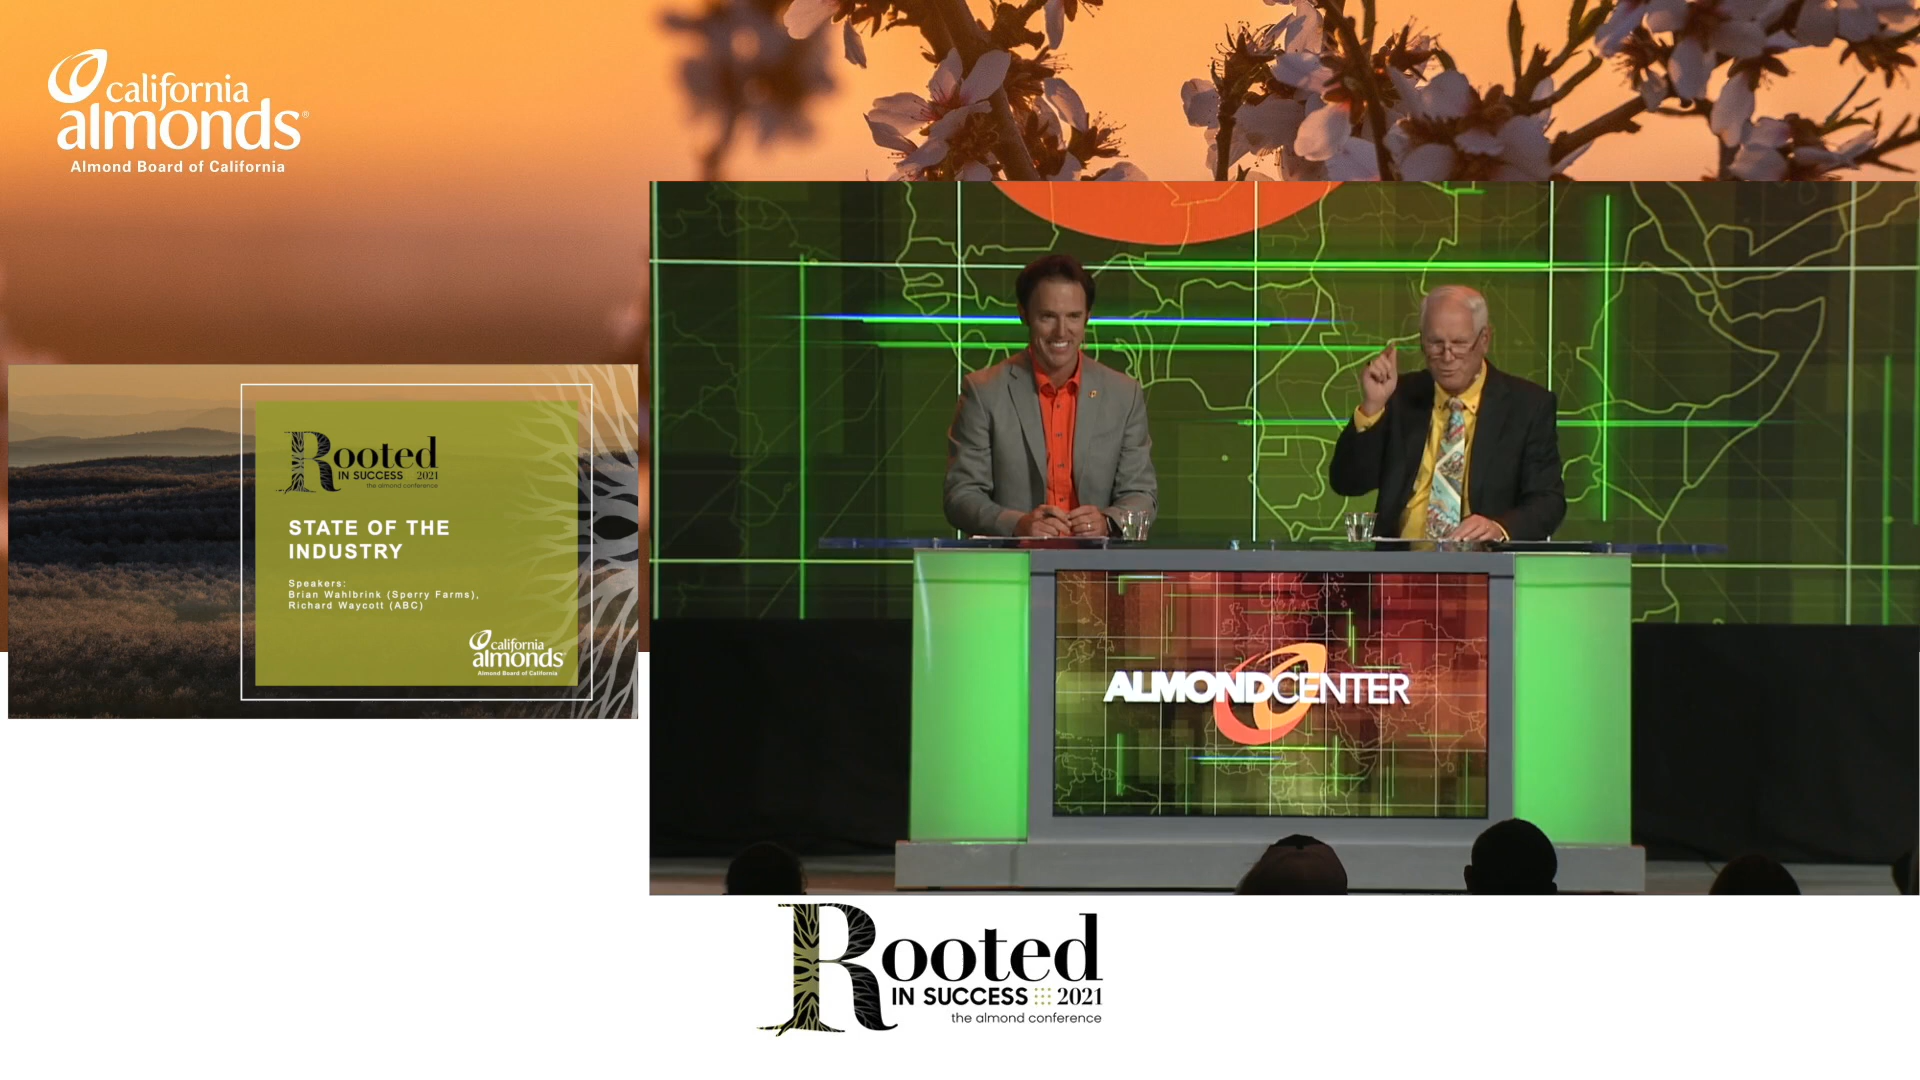 california
almonds®
Almond Board of California
Rooted
IN SUCCESS 2021
the almond conference
STATE OF THE
INDUSTRY
Speakers:
Brian Wahlbrink (Sperry Farms),
Richard Waycott (ABC)
california
almonds
Almond Board of California
ALMONDCENTER
Rooted
IN SUCCESS 2021
the almond conference